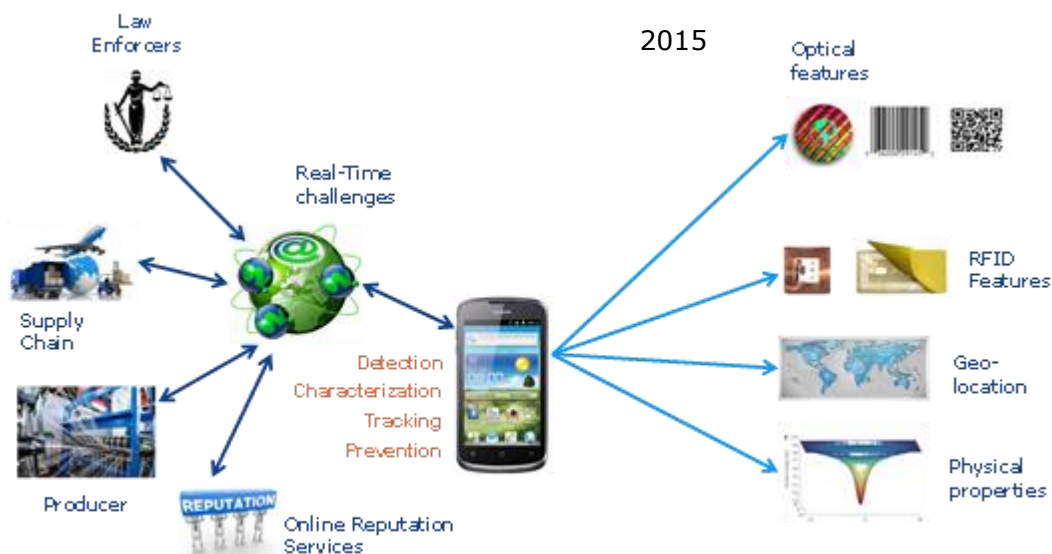 Law
Enforcers
2015
Optical
features
Real-Time
challenges
RFID
Features
Supply
Chain
Detection
Characterization
Tracking
Prevention
Geo-
location
Producer
REPUTATION
Online Reputation
Services
Physical
properties